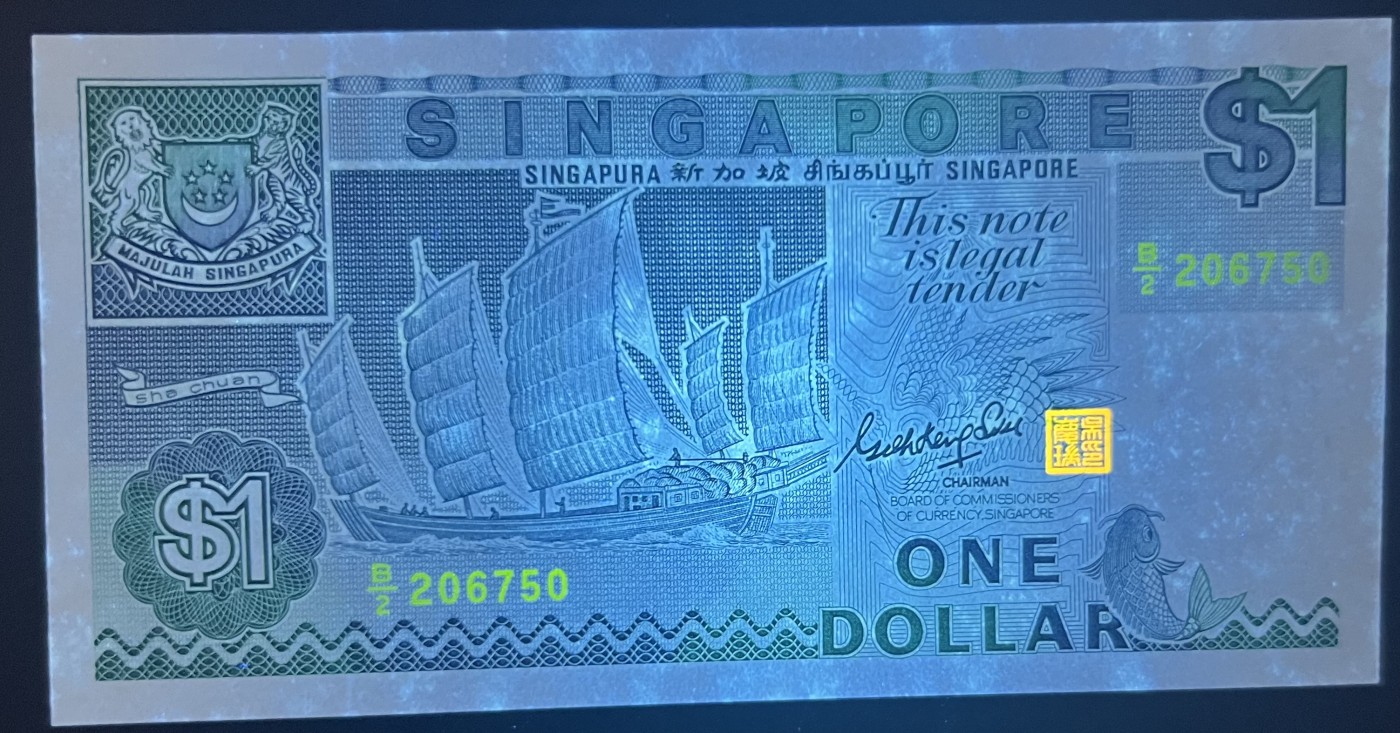 SINGAPORE
$1
SINGAPURA 新加坡 சிங்கப்பூர் SINGAPORE
MAJULAH SINGAPURA
This note
is legal
tender
B/2 206750
sha chuan
CHAIRMAN
BOARD OF COMMISSIONERS
OF CURRENCY, SINGAPORE
$1
B/2 206750
ONE
DOLLAR